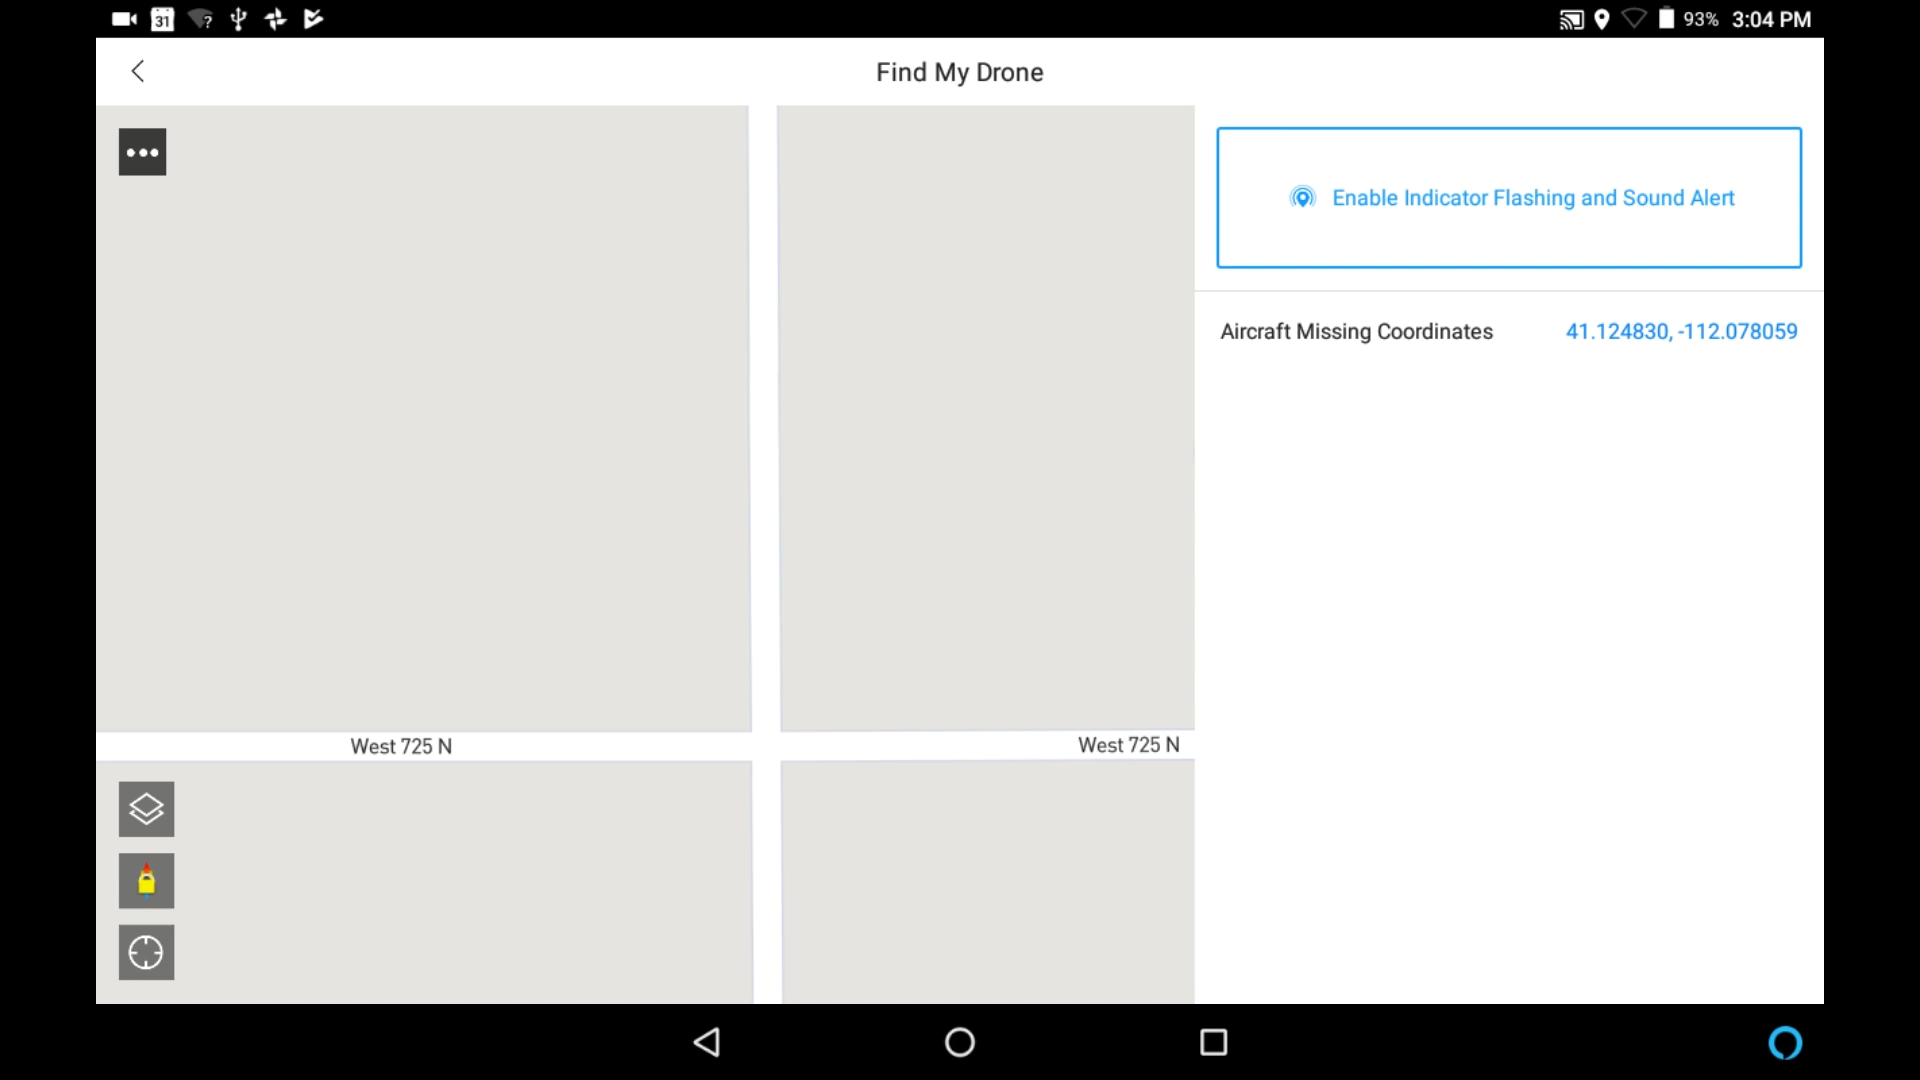 31
?
93% 3:04 PM
Find My Drone
Enable Indicator Flashing and Sound Alert
Aircraft Missing Coordinates 41.124830, -112.078059
West 725 N West 725 N